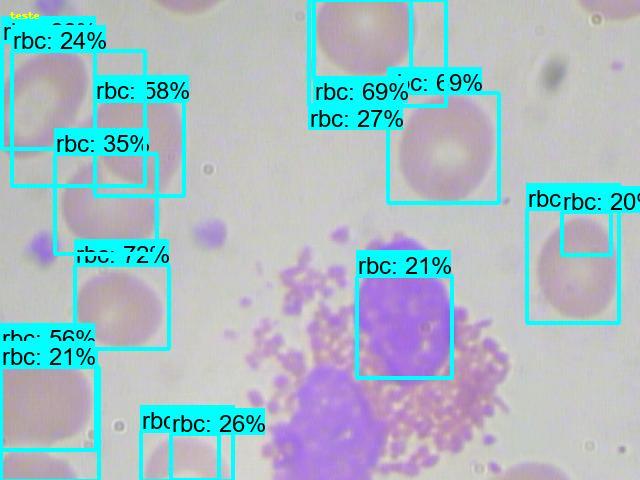 teste
rbc: 24%
rbc: 58%
rbc: 35%
rbc: 72%
rbc: 56%
rbc: 21%
rbc: 26%
rbc: 69%
rbc: 69%
rbc: 27%
rbc: 21%
rbc: 20%